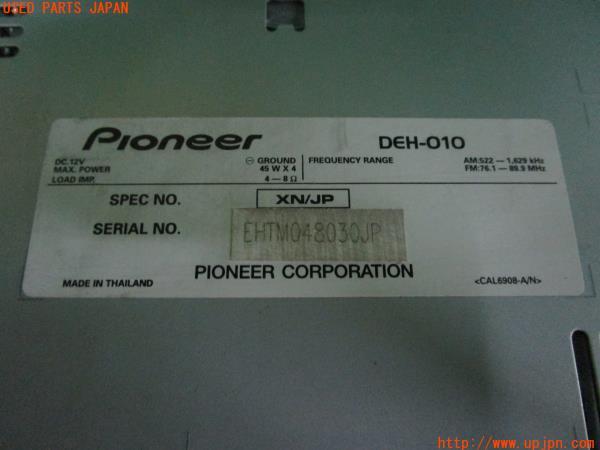 USED PARTS JAPAN
Pioneer DEH-010
DC.12V ⊖ GROUND FREQUENCY RANGE AM:522 — 1,629 kHz
MAX. POWER 45 W X 4 FM:76.1 — 89.9 MHz
LOAD IMP. 4 — 8 Ω
SPEC NO. XN/JP
SERIAL NO. EHTM048030JP
PIONEER CORPORATION
MADE IN THAILAND <CAL6908-A/N>
http://www.upjpn.com/